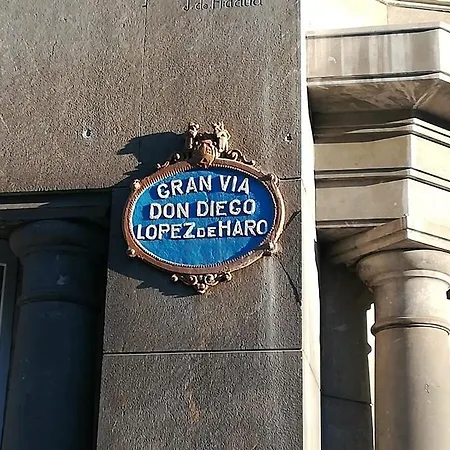 GRAN VIA
DON DIEGO
LOPEZ DE HARO